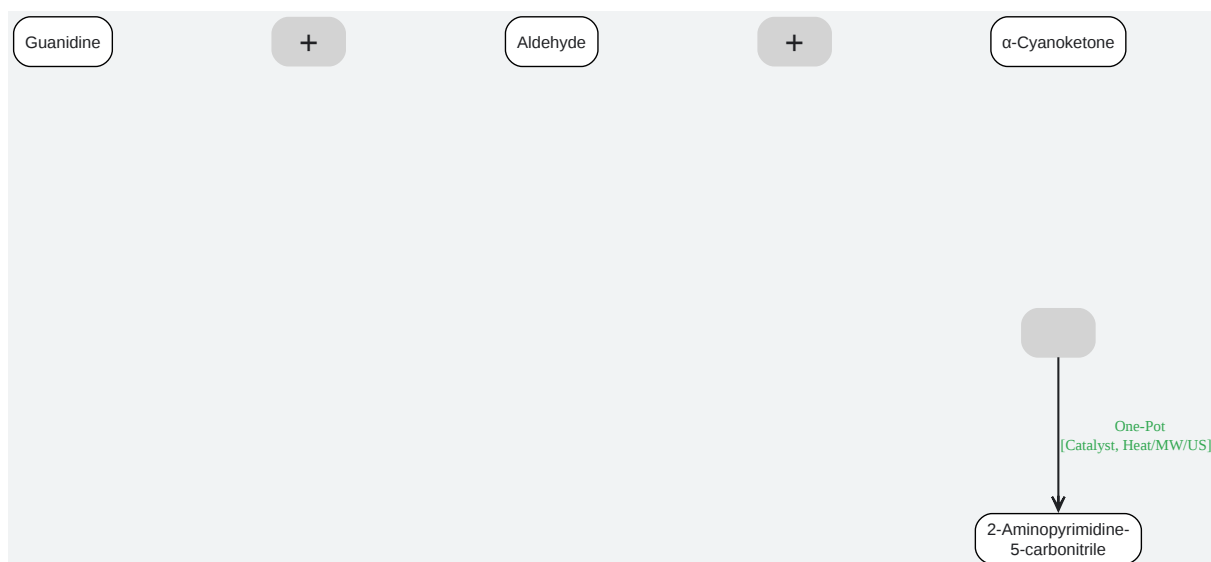 Guanidine
+
Aldehyde
+
α-Cyanoketone
One-Pot
[Catalyst, Heat/MW/US]
2-Aminopyrimidine-
5-carbonitrile